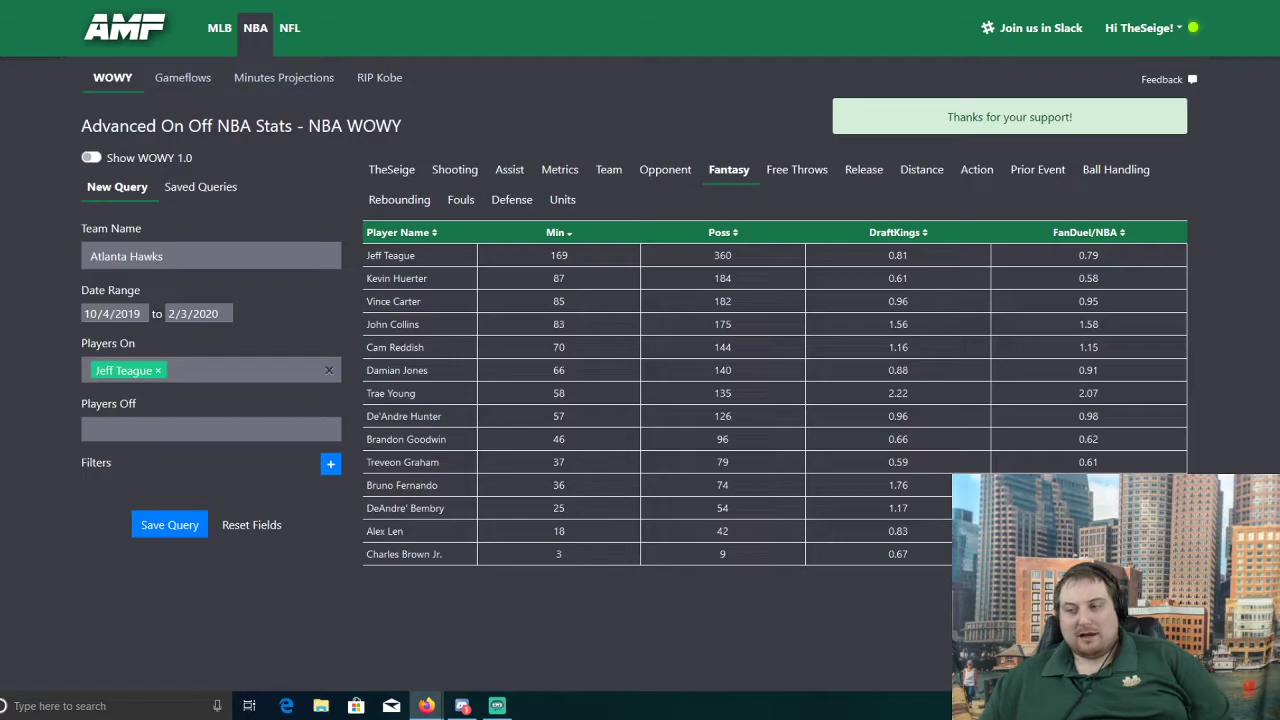 AMF MLB NBA NFL Join us in Slack Hi TheSeige!
WOWY Gameflows Minutes Projections RIP Kobe Feedback
Advanced On Off NBA Stats - NBA WOWY
Thanks for your support!
Show WOWY 1.0
New Query Saved Queries
Team Name
Atlanta Hawks
Date Range
10/4/2019 to 2/3/2020
Players On
Jeff Teague ×
Players Off
Filters
+
Save Query Reset Fields
TheSeige Shooting Assist Metrics Team Opponent Fantasy Free Throws Release Distance Action Prior Event Ball Handling
Rebounding Fouls Defense Units
Player Name Min Poss DraftKings FanDuel/NBA
Jeff Teague 169 360 0.81 0.79
Kevin Huerter 87 184 0.61 0.58
Vince Carter 85 182 0.96 0.95
John Collins 83 175 1.56 1.58
Cam Reddish 70 144 1.16 1.15
Damian Jones 66 140 0.88 0.91
Trae Young 58 135 2.22 2.07
De'Andre Hunter 57 126 0.96 0.98
Brandon Goodwin 46 96 0.66 0.62
Treveon Graham 37 79 0.59 0.61
Bruno Fernando 36 74 1.76
DeAndre' Bembry 25 54 1.17
Alex Len 18 42 0.83
Charles Brown Jr. 3 9 0.67
Type here to search